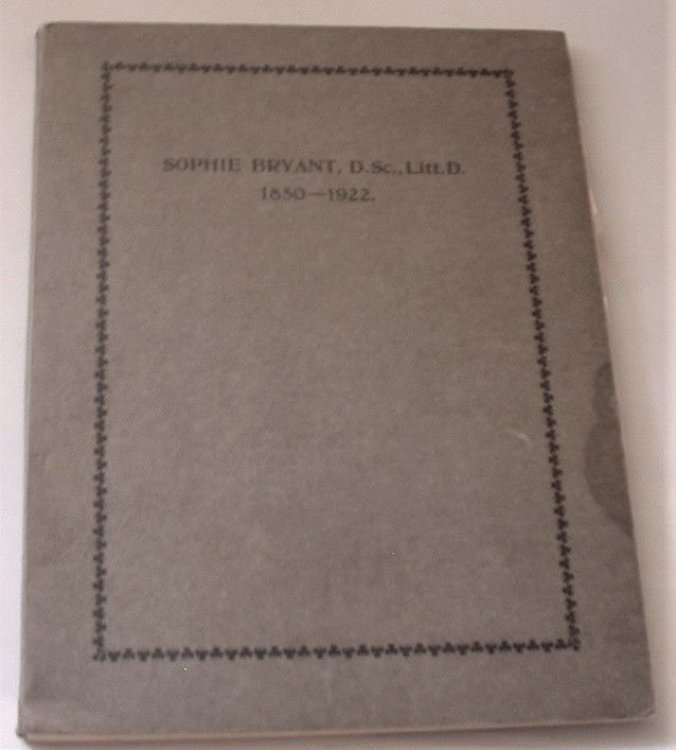 SOPHIE BRYANT, D.Sc., Litt.D.
1850—1922.